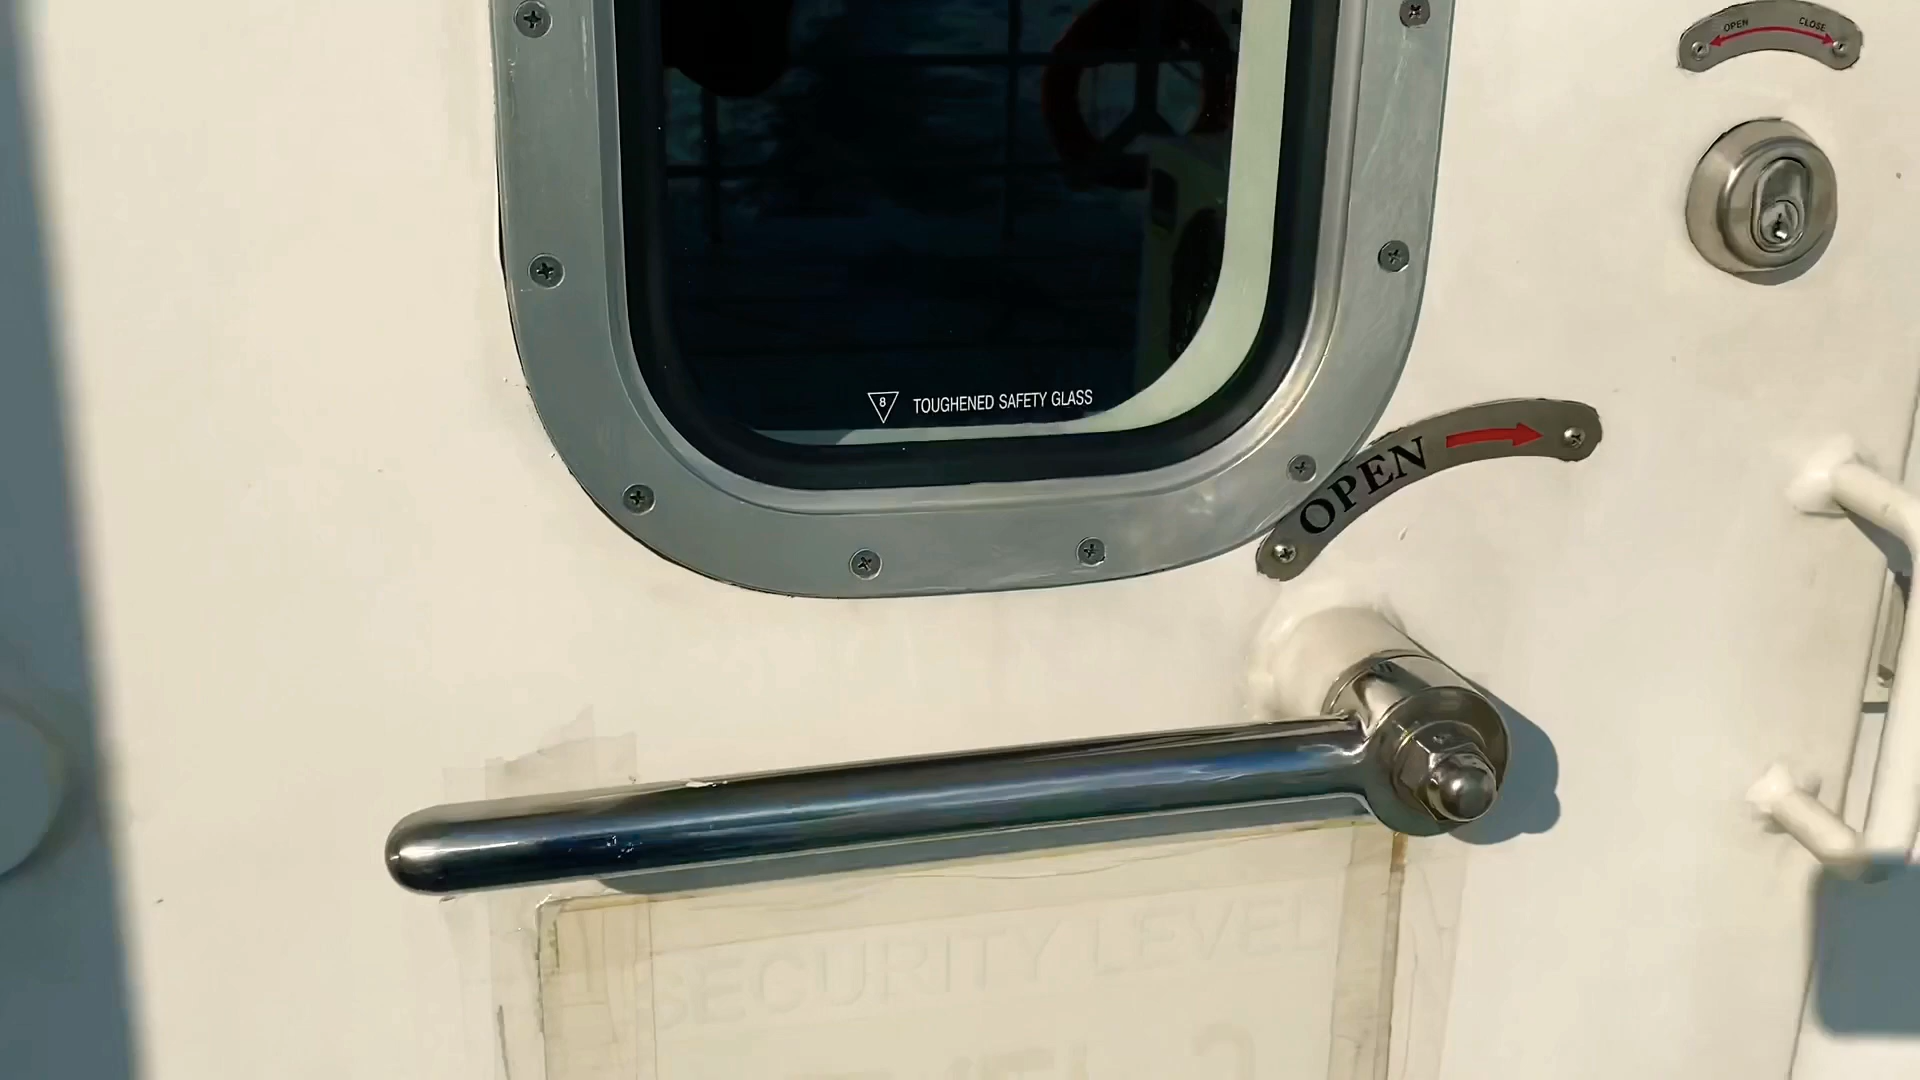 OPEN CLOSE
8 TOUGHENED SAFETY GLASS
OPEN
SECURITY LEVEL